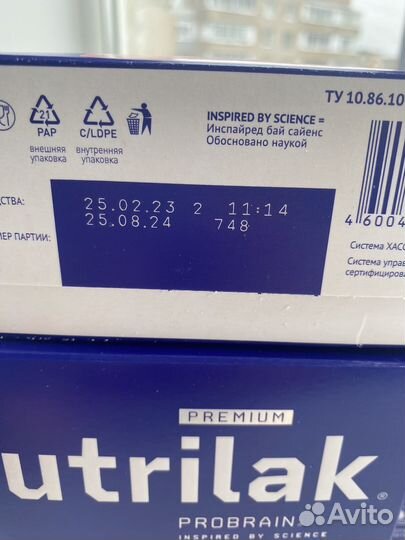 ТУ 10.86.10
21
PAP
C/LDPE
внешняя
упаковка
внутренняя
упаковка
INSPIRED BY SCIENCE =
Инспайред бай сайенс
Обосновано наукой
25.02.23 2 11:14
25.08.24 748
СТВА:
МЕР ПАРТИИ:
4 6004
Система ХАСС
Система управ
сертифициров
PREMIUM
utrilak®
PROBRAIN
INSPIRED BY SCIENCE
Avito